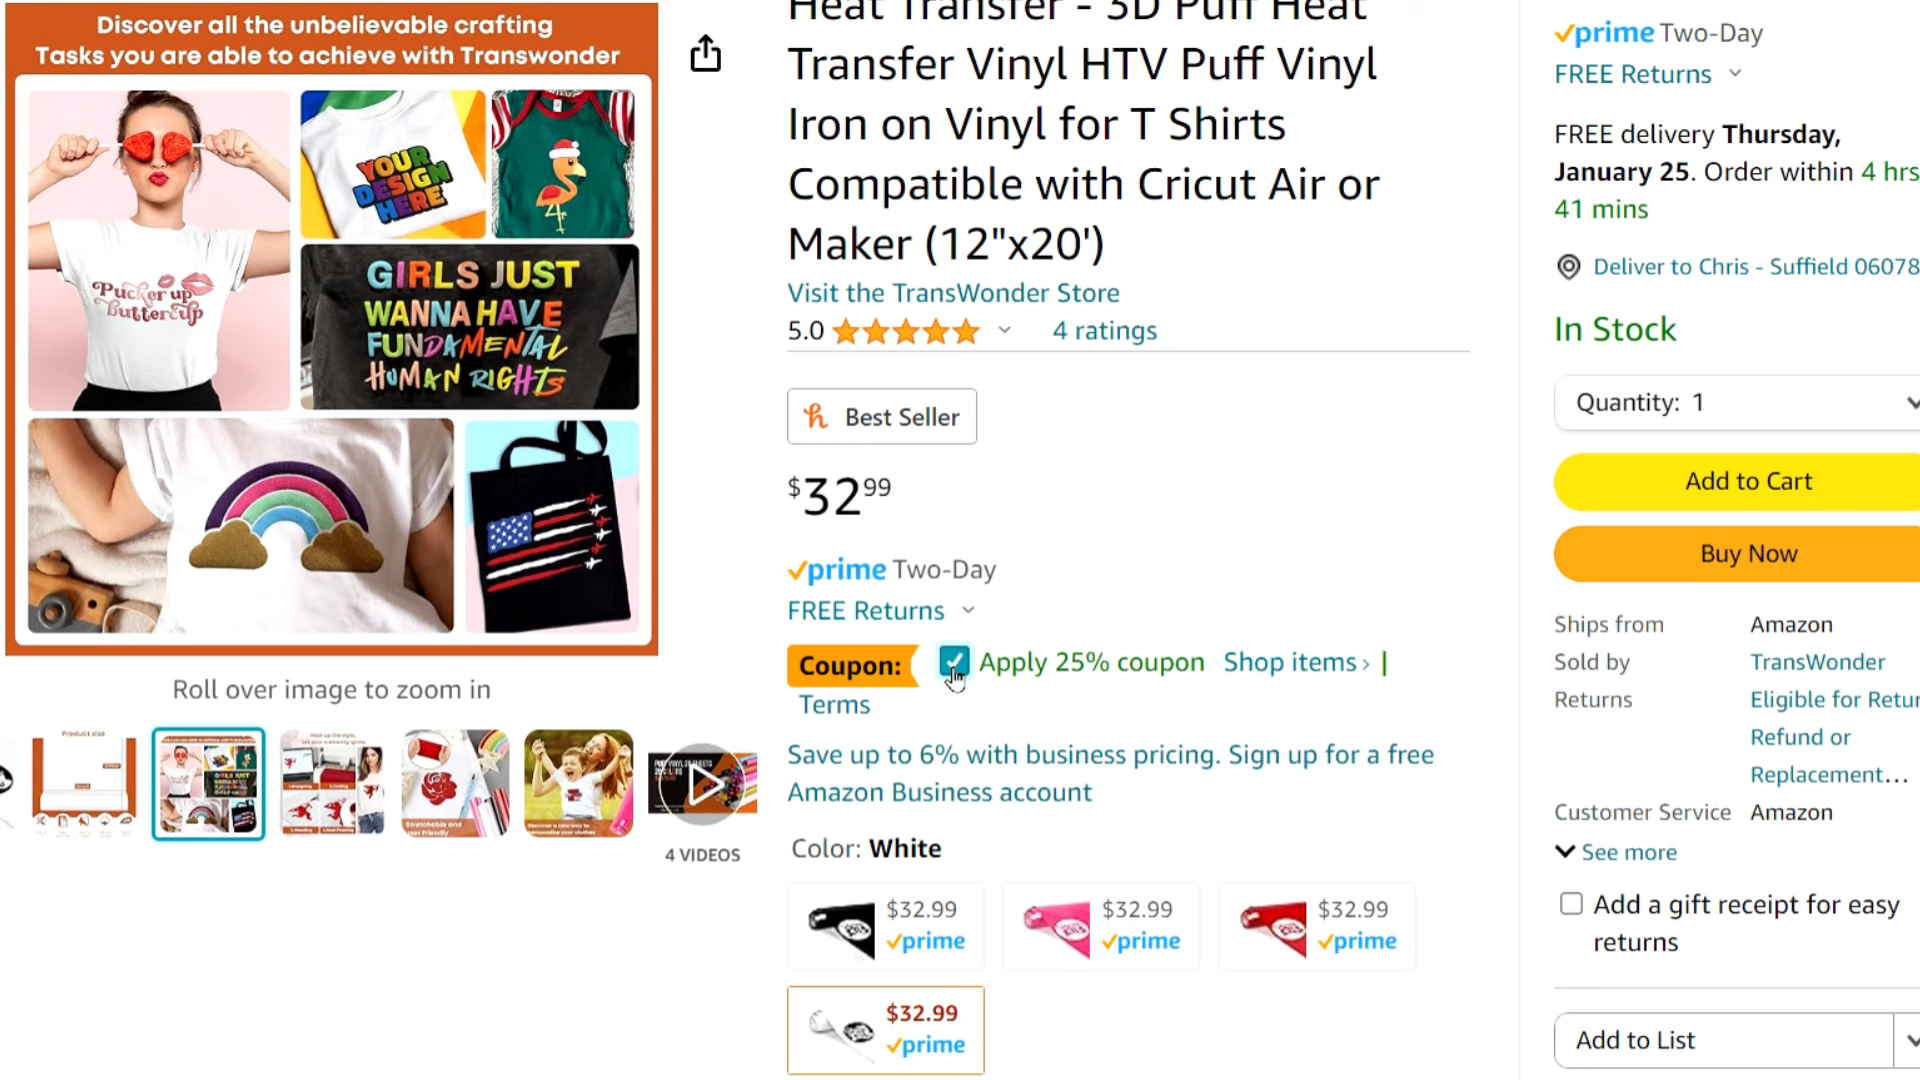 Discover all the unbelievable crafting
Tasks you are able to achieve with Transwonder
Pucker up
Buttercup
YOUR
DESIGN
HERE
GIRLS JUST
WANNA HAVE
FUNDAMENTAL
HUMAN RIGHTS
Roll over image to zoom in
Product size
Stretchable and
user friendly
4 VIDEOS
Heat Transfer - 3D Puff Heat
Transfer Vinyl HTV Puff Vinyl
Iron on Vinyl for T Shirts
Compatible with Cricut Air or
Maker (12"x20')
Visit the TransWonder Store
5.0
4 ratings
Best Seller
$32.99
prime Two-Day
FREE Returns
Coupon: Apply 25% coupon Shop items › |
Terms
Save up to 6% with business pricing. Sign up for a free
Amazon Business account
Color: White
$32.99
prime
$32.99
prime
$32.99
prime
$32.99
prime
prime Two-Day
FREE Returns
FREE delivery Thursday,
January 25. Order within 4 hrs
41 mins
Deliver to Chris - Suffield 06078
In Stock
Quantity: 1
Add to Cart
Buy Now
Ships from Amazon
Sold by TransWonder
Returns Eligible for Retur
Refund or
Replacement...
Customer Service Amazon
See more
Add a gift receipt for easy
returns
Add to List